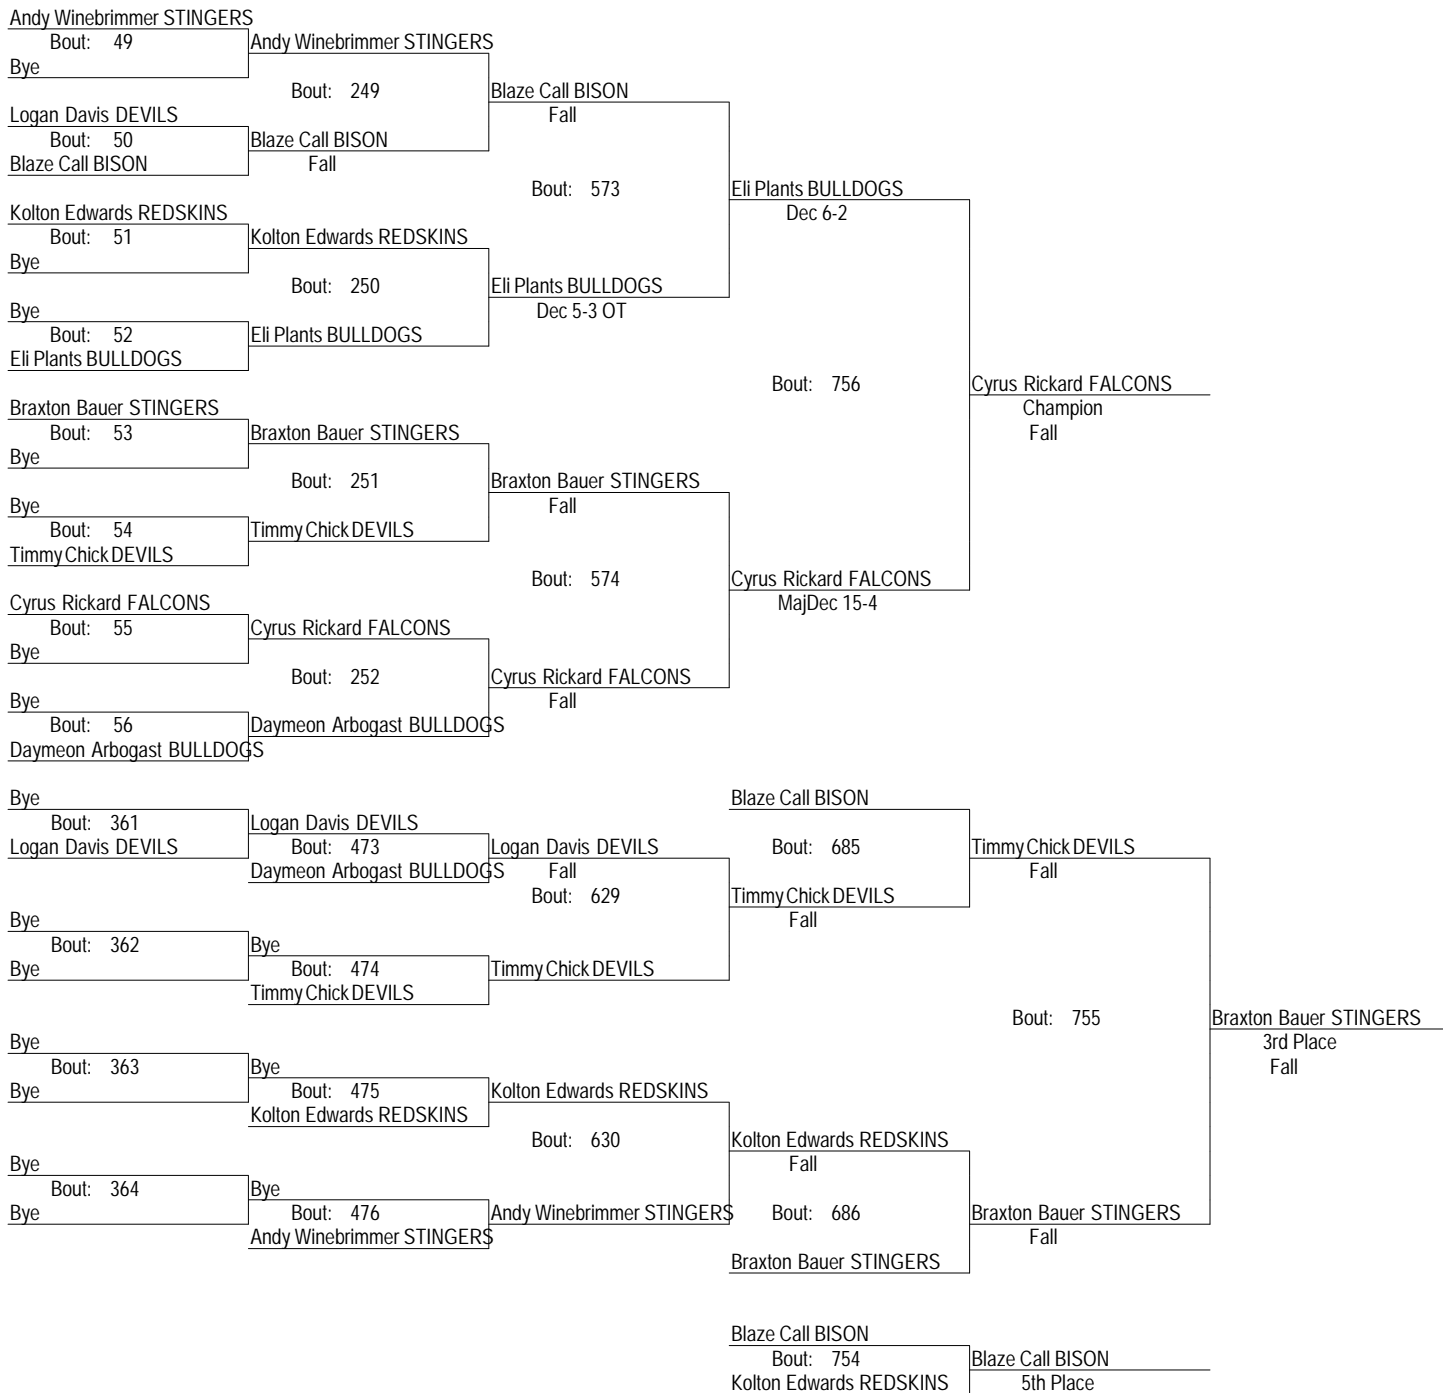 Andy Winebrimmer STINGERS
Bout: 49
Andy Winebrimmer STINGERS
Bye
Bout: 249
Blaze Call BISON
Logan Davis DEVILS
Fall
Bout: 50
Blaze Call BISON
Blaze Call BISON
Fall
Bout: 573
Eli Plants BULLDOGS
Kolton Edwards REDSKINS
Dec 6-2
Bout: 51
Kolton Edwards REDSKINS
Bye
Bout: 250
Eli Plants BULLDOGS
Bye
Dec 5-3 OT
Bout: 52
Eli Plants BULLDOGS
Eli Plants BULLDOGS
Bout: 756
Cyrus Rickard FALCONS
Braxton Bauer STINGERS
Champion
Bout: 53
Braxton Bauer STINGERS
Fall
Bye
Bout: 251
Braxton Bauer STINGERS
Bye
Fall
Bout: 54
Timmy Chick DEVILS
Timmy Chick DEVILS
Bout: 574
Cyrus Rickard FALCONS
Cyrus Rickard FALCONS
MajDec 15-4
Bout: 55
Cyrus Rickard FALCONS
Bye
Bout: 252
Cyrus Rickard FALCONS
Bye
Fall
Bout: 56
Daymeon Arbogast BULLDOGS
Daymeon Arbogast BULLDOGS
Bye
Blaze Call BISON
Bout: 361
Logan Davis DEVILS
Logan Davis DEVILS
Bout: 473
Logan Davis DEVILS
Bout: 685
Timmy Chick DEVILS
Daymeon Arbogast BULLDOGS
Fall
Fall
Bout: 629
Timmy Chick DEVILS
Bye
Fall
Bout: 362
Bye
Bye
Bout: 474
Timmy Chick DEVILS
Timmy Chick DEVILS
Bout: 755
Braxton Bauer STINGERS
Bye
3rd Place
Bout: 363
Bye
Fall
Bye
Bout: 475
Kolton Edwards REDSKINS
Kolton Edwards REDSKINS
Bout: 630
Kolton Edwards REDSKINS
Bye
Fall
Bout: 364
Bye
Bye
Bout: 476
Andy Winebrimmer STINGERS
Bout: 686
Braxton Bauer STINGERS
Andy Winebrimmer STINGERS
Fall
Braxton Bauer STINGERS
Blaze Call BISON
Bout: 754
Blaze Call BISON
Kolton Edwards REDSKINS
5th Place